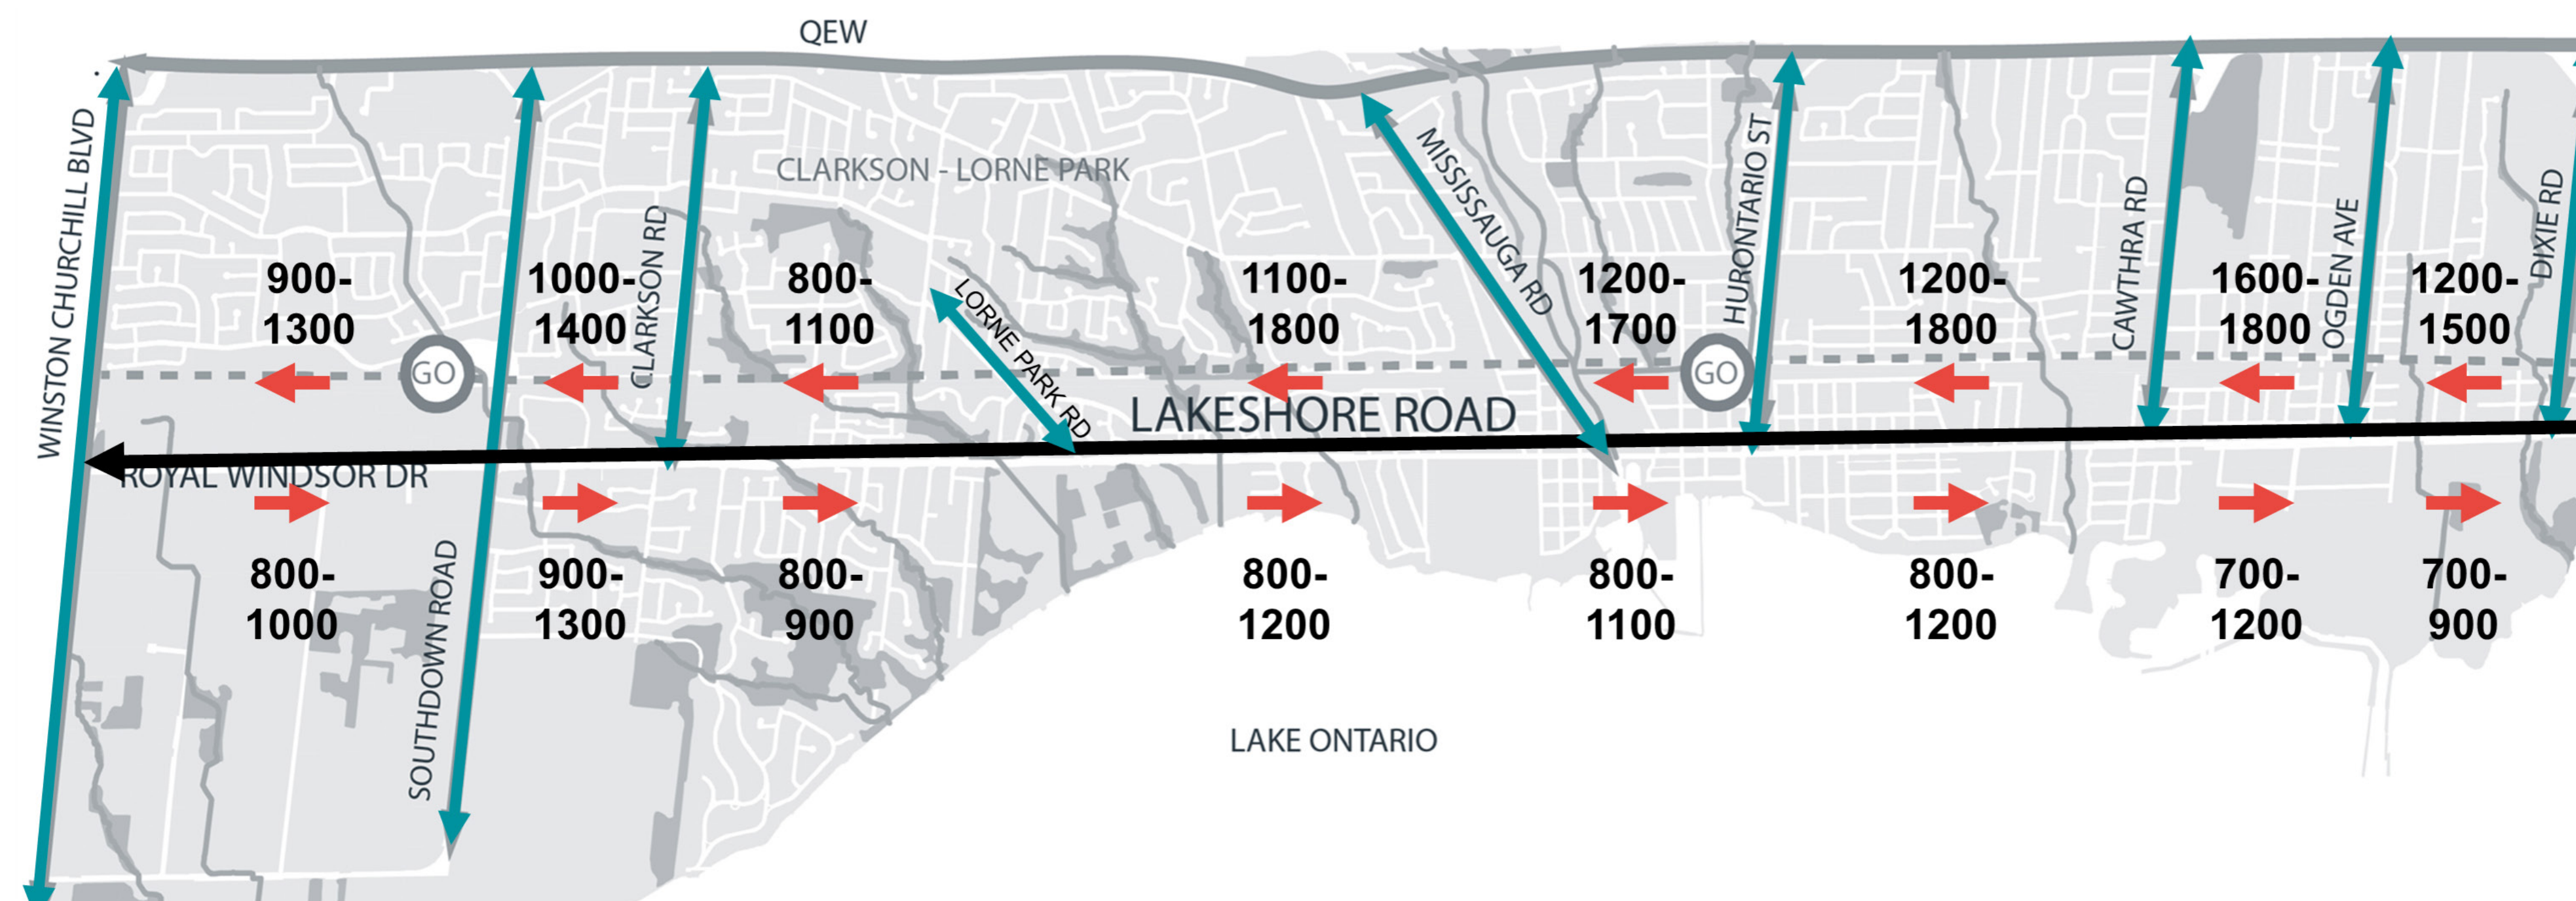 QEW
WINSTON CHURCHILL BLVD
CLARKSON - LORNE PARK
MISSISSAUGA RD
HURONTARIO ST
CAWTHRA RD
OGDEN AVE
DIXIE RD
CLARKSON RD
LORNE PARK RD
900-
1300
1000-
1400
800-
1100
1100-
1800
1200-
1700
1200-
1800
1600-
1800
1200-
1500
GO
GO
LAKESHORE ROAD
ROYAL WINDSOR DR
SOUTHDOWN ROAD
800-
1000
900-
1300
800-
900
800-
1200
800-
1100
800-
1200
700-
1200
700-
900
LAKE ONTARIO